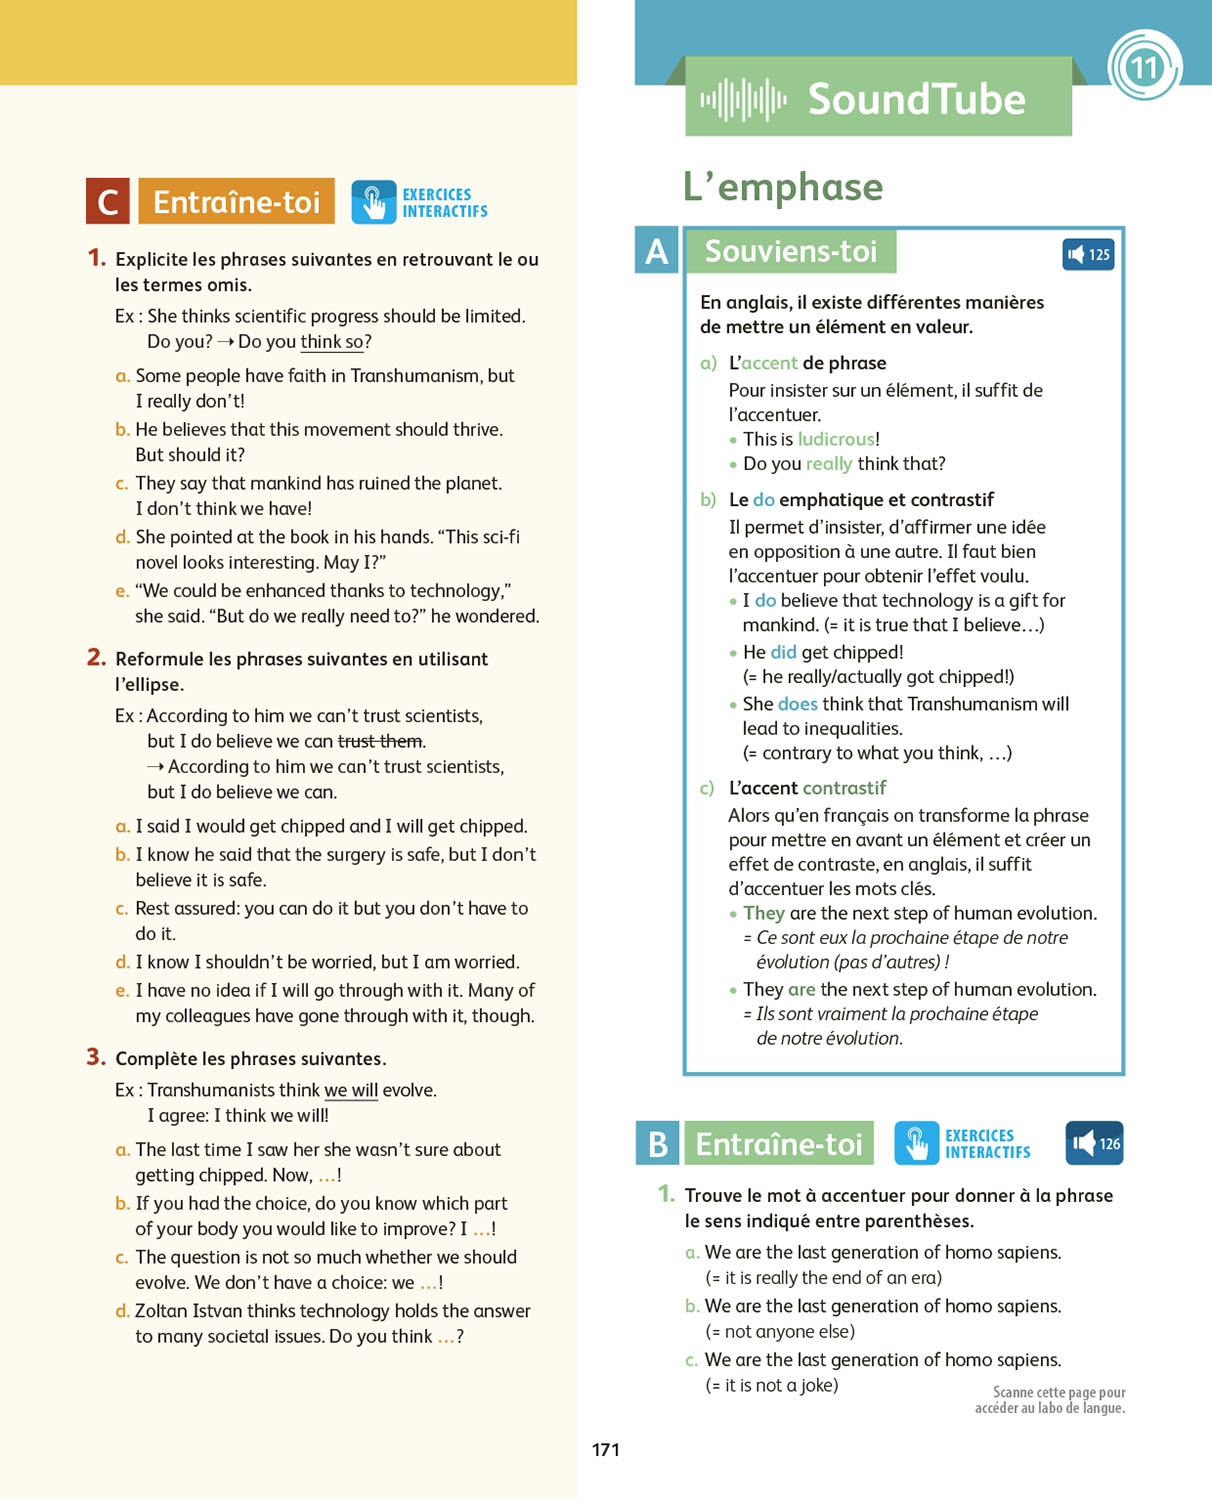 C Entraîne-toi
EXERCICES
INTERACTIFS
1. Explicite les phrases suivantes en retrouvant le ou
les termes omis.
Ex : She thinks scientific progress should be limited.
Do you? → Do you think so?
a. Some people have faith in Transhumanism, but
I really don't!
b. He believes that this movement should thrive.
But should it?
c. They say that mankind has ruined the planet.
I don't think we have!
d. She pointed at the book in his hands. “This sci-fi
novel looks interesting. May I?”
e. “We could be enhanced thanks to technology,”
she said. “But do we really need to?” he wondered.
2. Reformule les phrases suivantes en utilisant
l'ellipse.
Ex : According to him we can't trust scientists,
but I do believe we can trust them.
→ According to him we can't trust scientists,
but I do believe we can.
a. I said I would get chipped and I will get chipped.
b. I know he said that the surgery is safe, but I don't
believe it is safe.
c. Rest assured: you can do it but you don't have to
do it.
d. I know I shouldn't be worried, but I am worried.
e. I have no idea if I will go through with it. Many of
my colleagues have gone through with it, though.
3. Complète les phrases suivantes.
Ex : Transhumanists think we will evolve.
I agree: I think we will!
a. The last time I saw her she wasn't sure about
getting chipped. Now, …!
b. If you had the choice, do you know which part
of your body you would like to improve? I …!
c. The question is not so much whether we should
evolve. We don't have a choice: we …!
d. Zoltan Istvan thinks technology holds the answer
to many societal issues. Do you think …?
11
SoundTube
L'emphase
A Souviens-toi
125
En anglais, il existe différentes manières
de mettre un élément en valeur.
a) L'accent de phrase
Pour insister sur un élément, il suffit de
l'accentuer.
• This is ludicrous!
• Do you really think that?
b) Le do emphatique et contrastif
Il permet d'insister, d'affirmer une idée
en opposition à une autre. Il faut bien
l'accentuer pour obtenir l'effet voulu.
• I do believe that technology is a gift for
mankind. (= it is true that I believe…)
• He did get chipped!
(= he really/actually got chipped!)
• She does think that Transhumanism will
lead to inequalities.
(= contrary to what you think, …)
c) L'accent contrastif
Alors qu'en français on transforme la phrase
pour mettre en avant un élément et créer un
effet de contraste, en anglais, il suffit
d'accentuer les mots clés.
• They are the next step of human evolution.
= Ce sont eux la prochaine étape de notre
évolution (pas d'autres) !
• They are the next step of human evolution.
= Ils sont vraiment la prochaine étape
de notre évolution.
B Entraîne-toi
EXERCICES
INTERACTIFS
126
1. Trouve le mot à accentuer pour donner à la phrase
le sens indiqué entre parenthèses.
a. We are the last generation of homo sapiens.
(= it is really the end of an era)
b. We are the last generation of homo sapiens.
(= not anyone else)
c. We are the last generation of homo sapiens.
(= it is not a joke)
Scanne cette page pour
accéder au labo de langue.
171